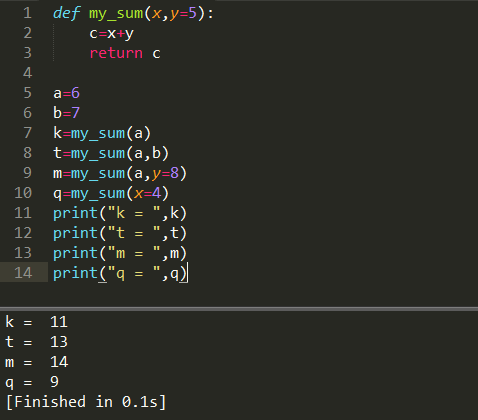 1 def my_sum(x,y=5):
2     c=x+y
3     return c
4
5 a=6
6 b=7
7 k=my_sum(a)
8 t=my_sum(a,b)
9 m=my_sum(a,y=8)
10 q=my_sum(x=4)
11 print("k = ",k)
12 print("t = ",t)
13 print("m = ",m)
14 print("q = ",q)
k =  11
t =  13
m =  14
q =  9
[Finished in 0.1s]